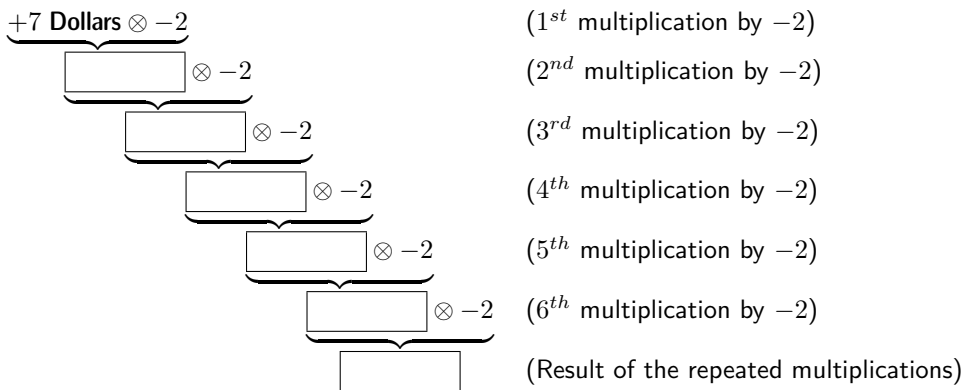 +7 Dollars ⊗ −2 (1st multiplication by −2)
⊗ −2 (2nd multiplication by −2)
⊗ −2 (3rd multiplication by −2)
⊗ −2 (4th multiplication by −2)
⊗ −2 (5th multiplication by −2)
⊗ −2 (6th multiplication by −2)
(Result of the repeated multiplications)